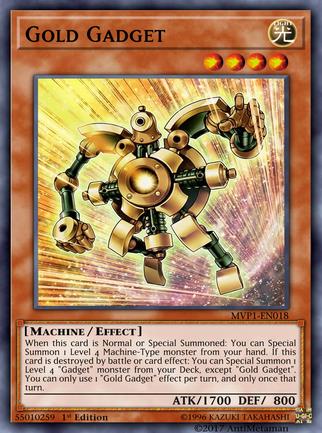 GOLD GADGET
LIGHT
光
MVP1-EN018
[MACHINE / EFFECT]
When this card is Normal or Special Summoned: You can Special
Summon 1 Level 4 Machine-Type monster from your hand. If this
card is destroyed by battle or card effect: You can Special Summon 1
Level 4 "Gadget" monster from your Deck, except "Gold Gadget".
You can only use 1 "Gold Gadget" effect per turn, and only once that
turn.
ATK/1700 DEF/ 800
55010259 1st Edition ©1996 KAZUKI TAKAHASHI
©2017 AntiMetaman